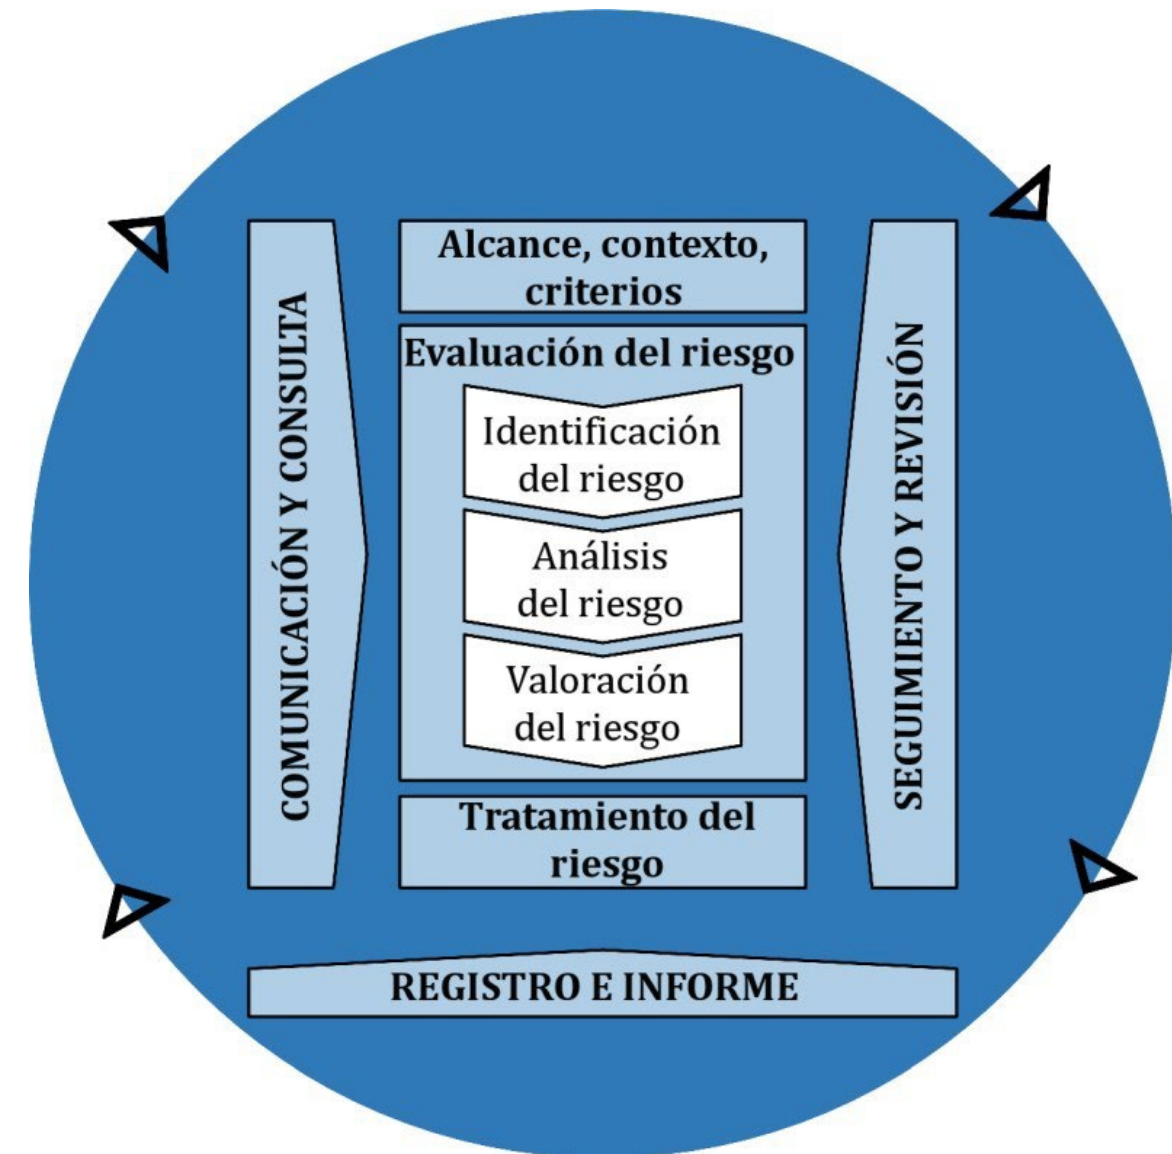 Alcance, contexto,
criterios
Evaluación del riesgo
Identificación
del riesgo
Análisis
del riesgo
Valoración
del riesgo
Tratamiento del
riesgo
COMUNICACIÓN Y CONSULTA
SEGUIMIENTO Y REVISIÓN
REGISTRO E INFORME